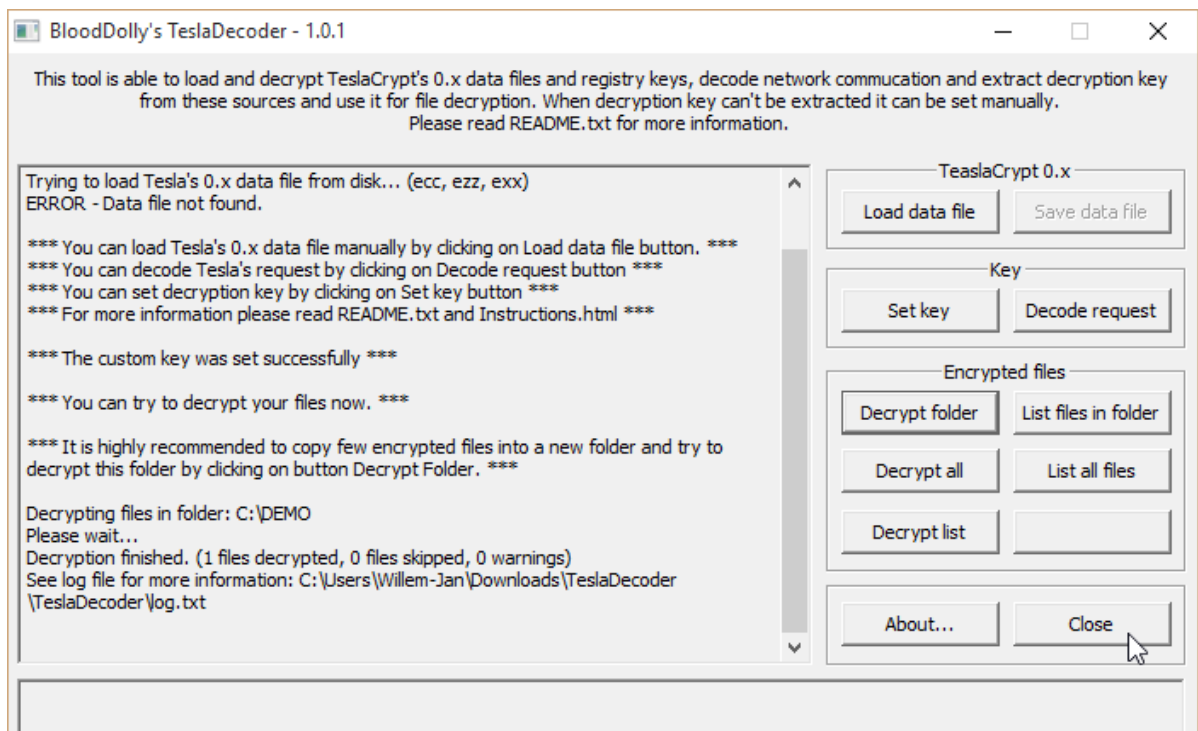 BloodDolly's TeslaDecoder - 1.0.1
This tool is able to load and decrypt TeslaCrypt's 0.x data files and registry keys, decode network commucation and extract decryption key
from these sources and use it for file decryption. When decryption key can't be extracted it can be set manually.
Please read README.txt for more information.
Trying to load Tesla's 0.x data file from disk... (ecc, ezz, exx)
ERROR - Data file not found.
*** You can load Tesla's 0.x data file manually by clicking on Load data file button. ***
*** You can decode Tesla's request by clicking on Decode request button ***
*** You can set decryption key by clicking on Set key button ***
*** For more information please read README.txt and Instructions.html ***
*** The custom key was set successfully ***
*** You can try to decrypt your files now. ***
*** It is highly recommended to copy few encrypted files into a new folder and try to
decrypt this folder by clicking on button Decrypt Folder. ***
Decrypting files in folder: C:\DEMO
Please wait...
Decryption finished. (1 files decrypted, 0 files skipped, 0 warnings)
See log file for more information: C:\Users\Willem-Jan\Downloads\TeslaDecoder
\TeslaDecoder\log.txt
TeaslaCrypt 0.x
Load data file Save data file
Key
Set key Decode request
Encrypted files
Decrypt folder List files in folder
Decrypt all List all files
Decrypt list
About... Close